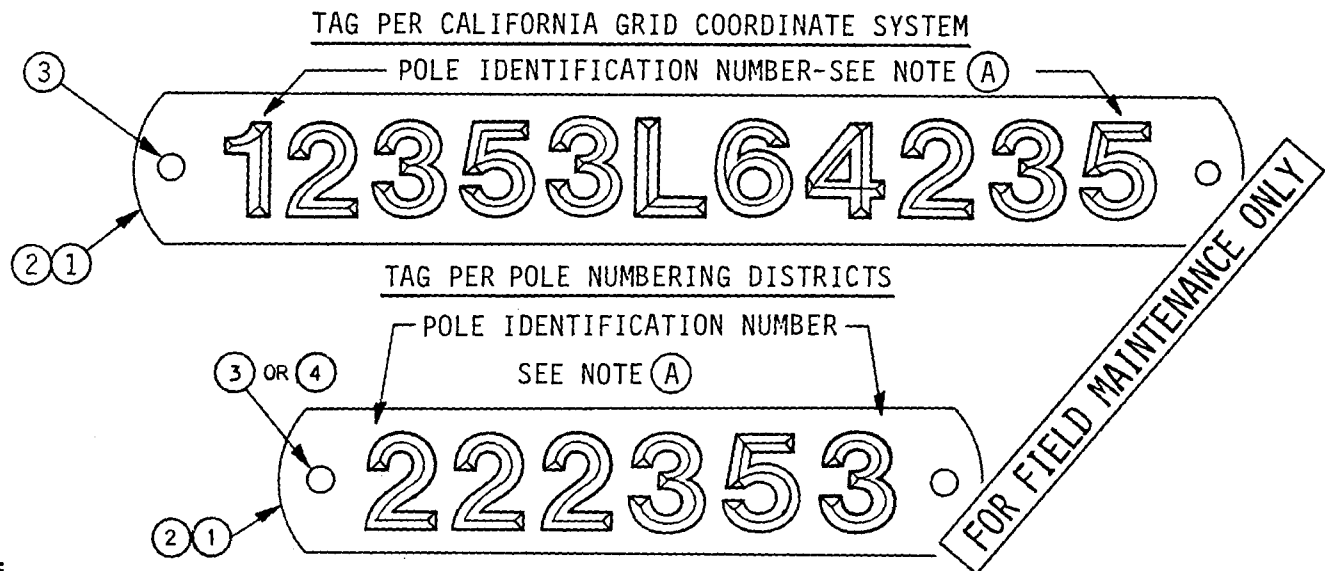 TAG PER CALIFORNIA GRID COORDINATE SYSTEM
POLE IDENTIFICATION NUMBER-SEE NOTE A
3
12353L64235
2 1
TAG PER POLE NUMBERING DISTRICTS
POLE IDENTIFICATION NUMBER
SEE NOTE A
3 OR 4
222353
2 1
FOR FIELD MAINTENANCE ONLY